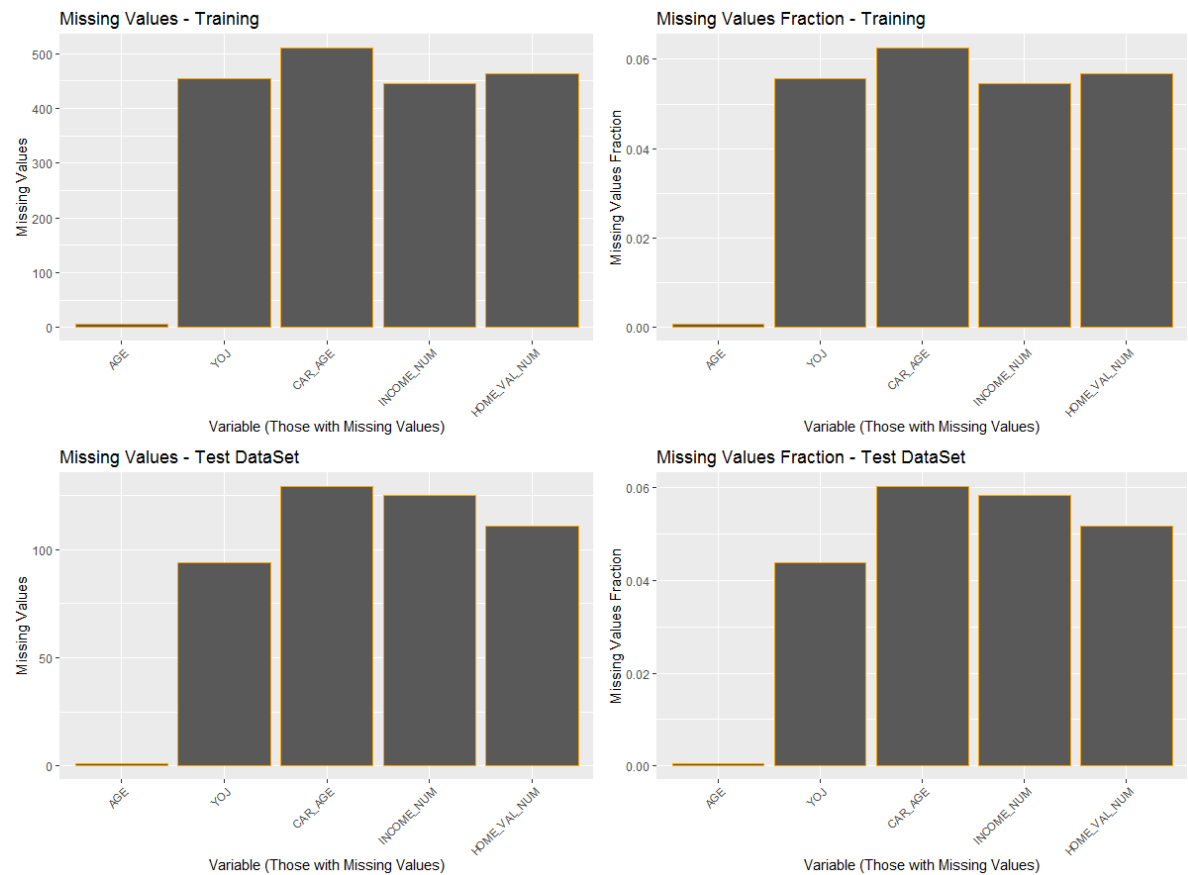 Missing Values - Training
Missing Values
500
400
300
200
100
0
AGE
YOJ
CAR_AGE
INCOME_NUM
HOME_VAL_NUM
Variable (Those with Missing Values)
Missing Values Fraction - Training
Missing Values Fraction
0.06
0.04
0.02
0.00
AGE
YOJ
CAR_AGE
INCOME_NUM
HOME_VAL_NUM
Variable (Those with Missing Values)
Missing Values - Test DataSet
Missing Values
100
50
0
AGE
YOJ
CAR_AGE
INCOME_NUM
HOME_VAL_NUM
Variable (Those with Missing Values)
Missing Values Fraction - Test DataSet
Missing Values Fraction
0.06
0.04
0.02
0.00
AGE
YOJ
CAR_AGE
INCOME_NUM
HOME_VAL_NUM
Variable (Those with Missing Values)